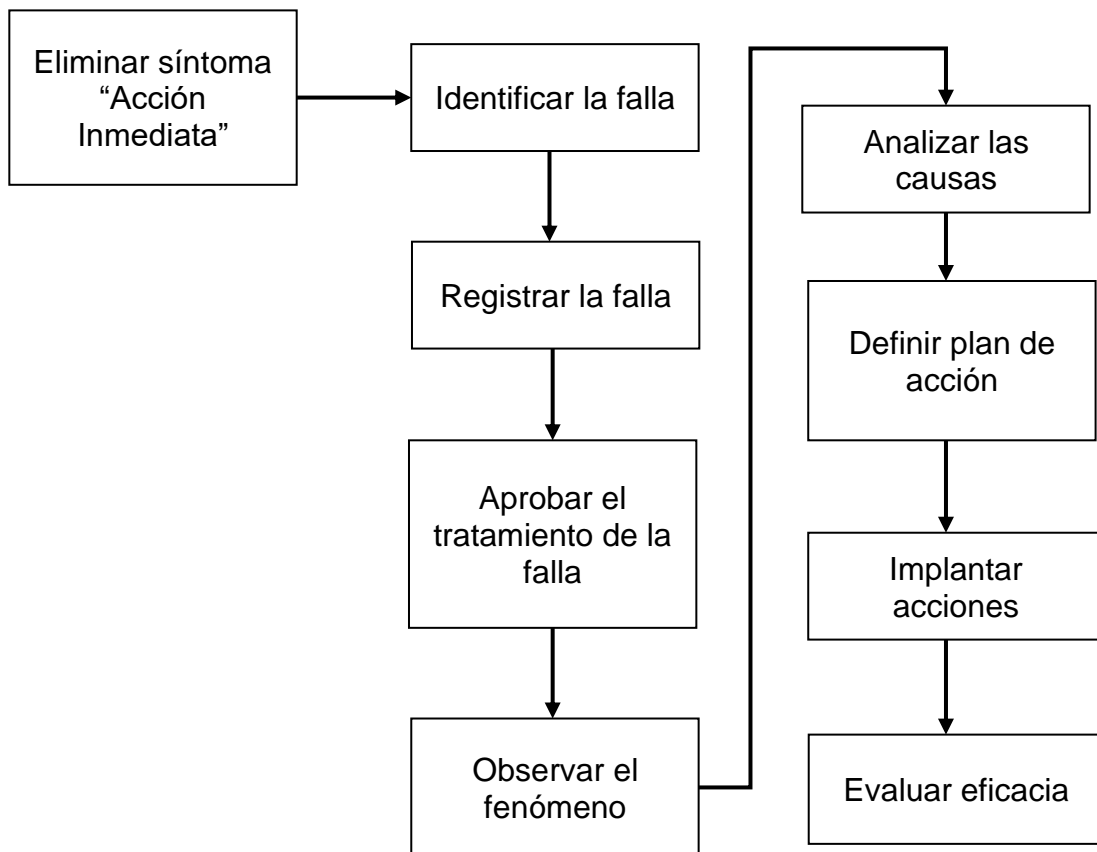 Eliminar síntoma
“Acción
Inmediata”
Identificar la falla
Registrar la falla
Aprobar el
tratamiento de la
falla
Observar el
fenómeno
Analizar las
causas
Definir plan de
acción
Implantar
acciones
Evaluar eficacia